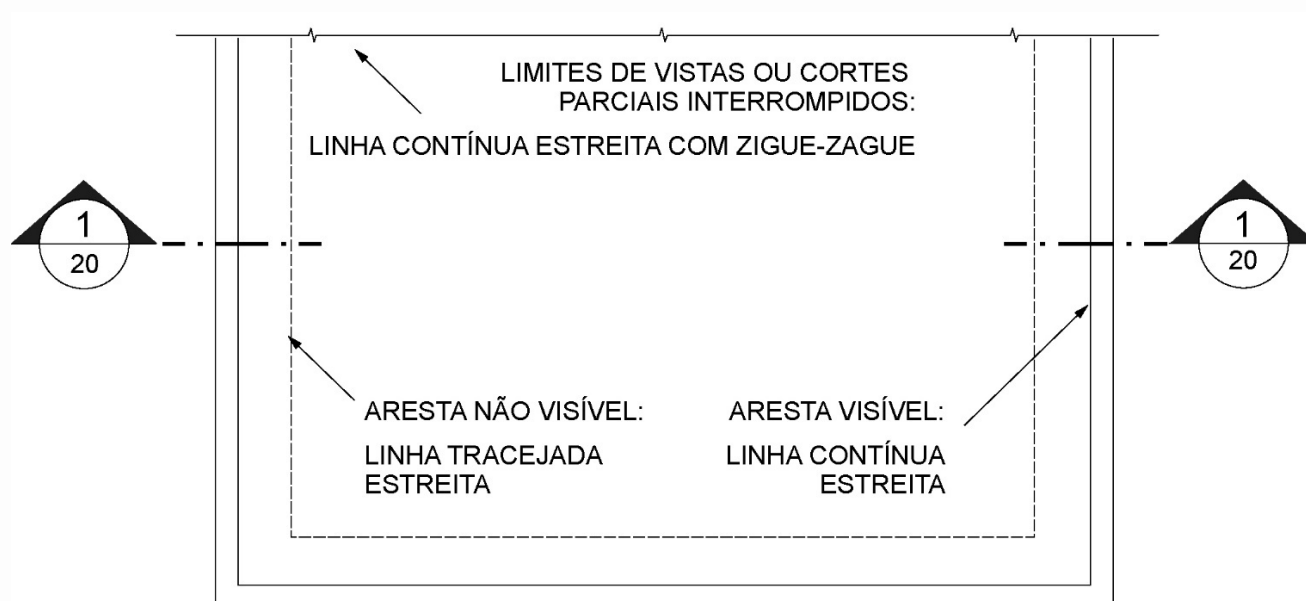 LIMITES DE VISTAS OU CORTES
PARCIAIS INTERROMPIDOS:
LINHA CONTÍNUA ESTREITA COM ZIGUE-ZAGUE
1
20
1
20
ARESTA NÃO VISÍVEL:
LINHA TRACEJADA
ESTREITA
ARESTA VISÍVEL:
LINHA CONTÍNUA
ESTREITA